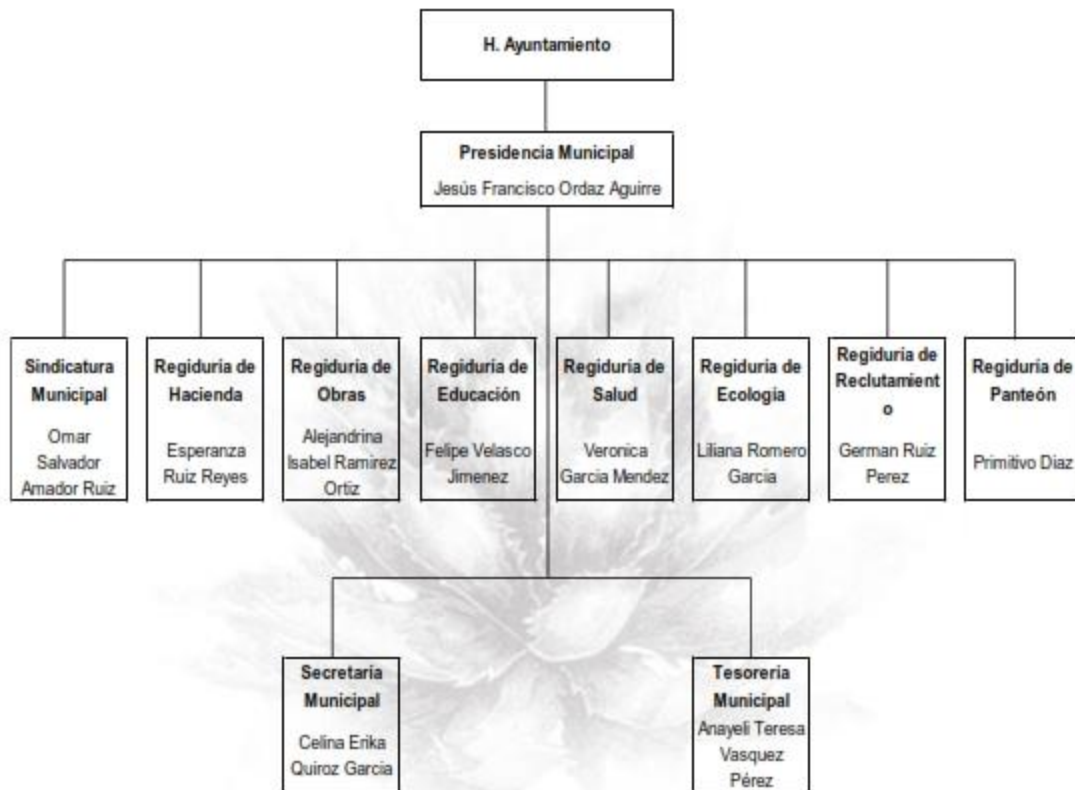 H. Ayuntamiento
Presidencia Municipal
Jesús Francisco Ordaz Aguirre
Sindicatura
Municipal
Omar
Salvador
Amador Ruiz
Regiduría de
Hacienda
Esperanza
Ruiz Reyes
Regiduría de
Obras
Alejandrina
Isabel Ramirez
Ortiz
Regiduría de
Educación
Felipe Velasco
Jimenez
Regiduría de
Salud
Veronica
Garcia Mendez
Regiduría de
Ecología
Liliana Romero
Garcia
Regiduría de
Reclutamient
o
German Ruiz
Perez
Regiduría de
Panteón
Primitivo Diaz
Secretaria
Municipal
Celina Erika
Quiroz Garcia
Tesoreria
Municipal
Anayeli Teresa
Vasquez
Pérez